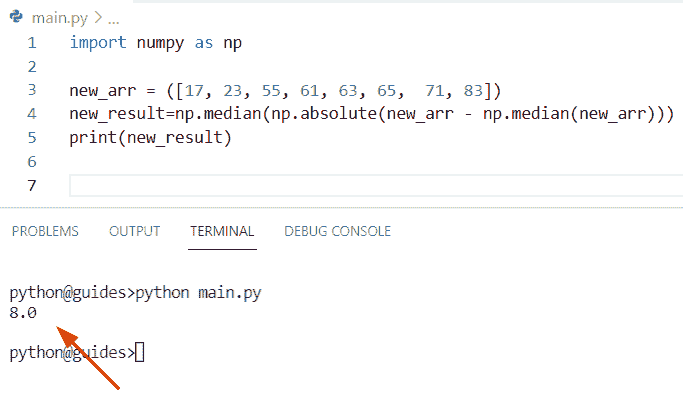 main.py > ...
1 import numpy as np
2
3 new_arr = ([17, 23, 55, 61, 63, 65,  71, 83])
4 new_result=np.median(np.absolute(new_arr - np.median(new_arr)))
5 print(new_result)
6
7
PROBLEMS OUTPUT TERMINAL DEBUG CONSOLE
python@guides>python main.py
8.0
python@guides>